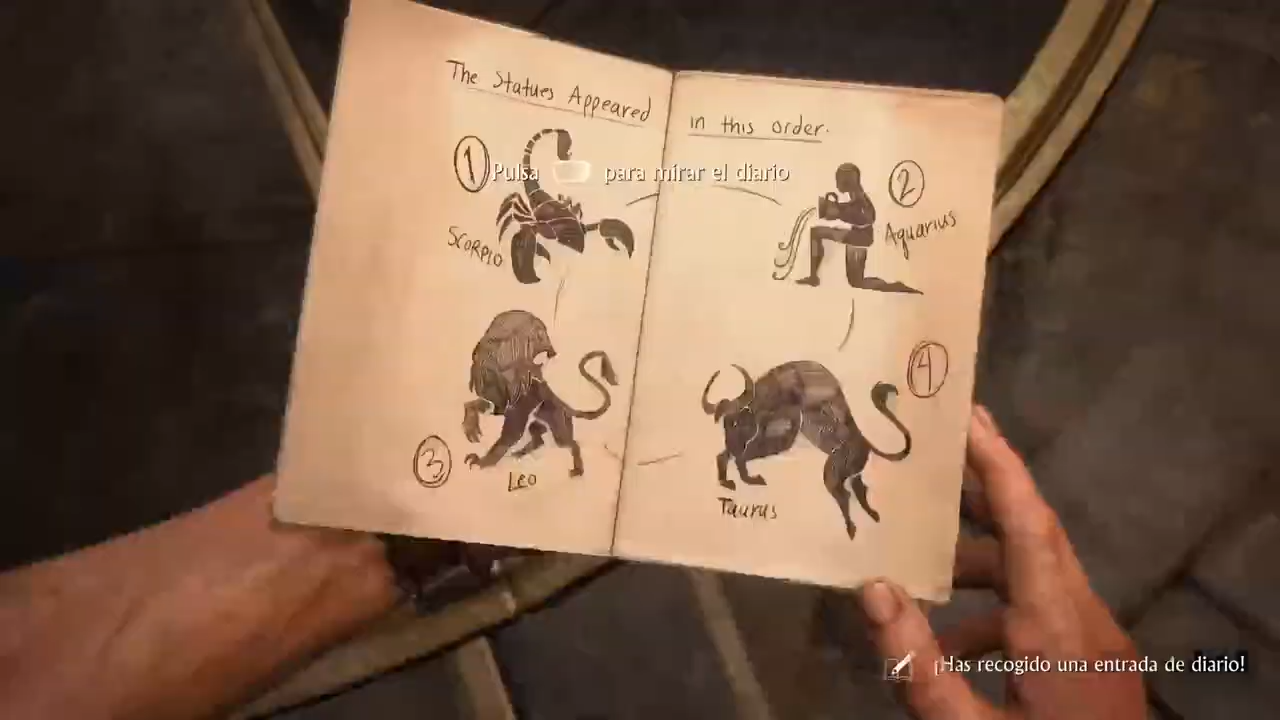 The Statues Appeared
in this order.
1
Pulsa para mirar el diario
2
SCORPIO
Aquarius
3
Leo
4
Taurus
¡Has recogido una entrada de diario!